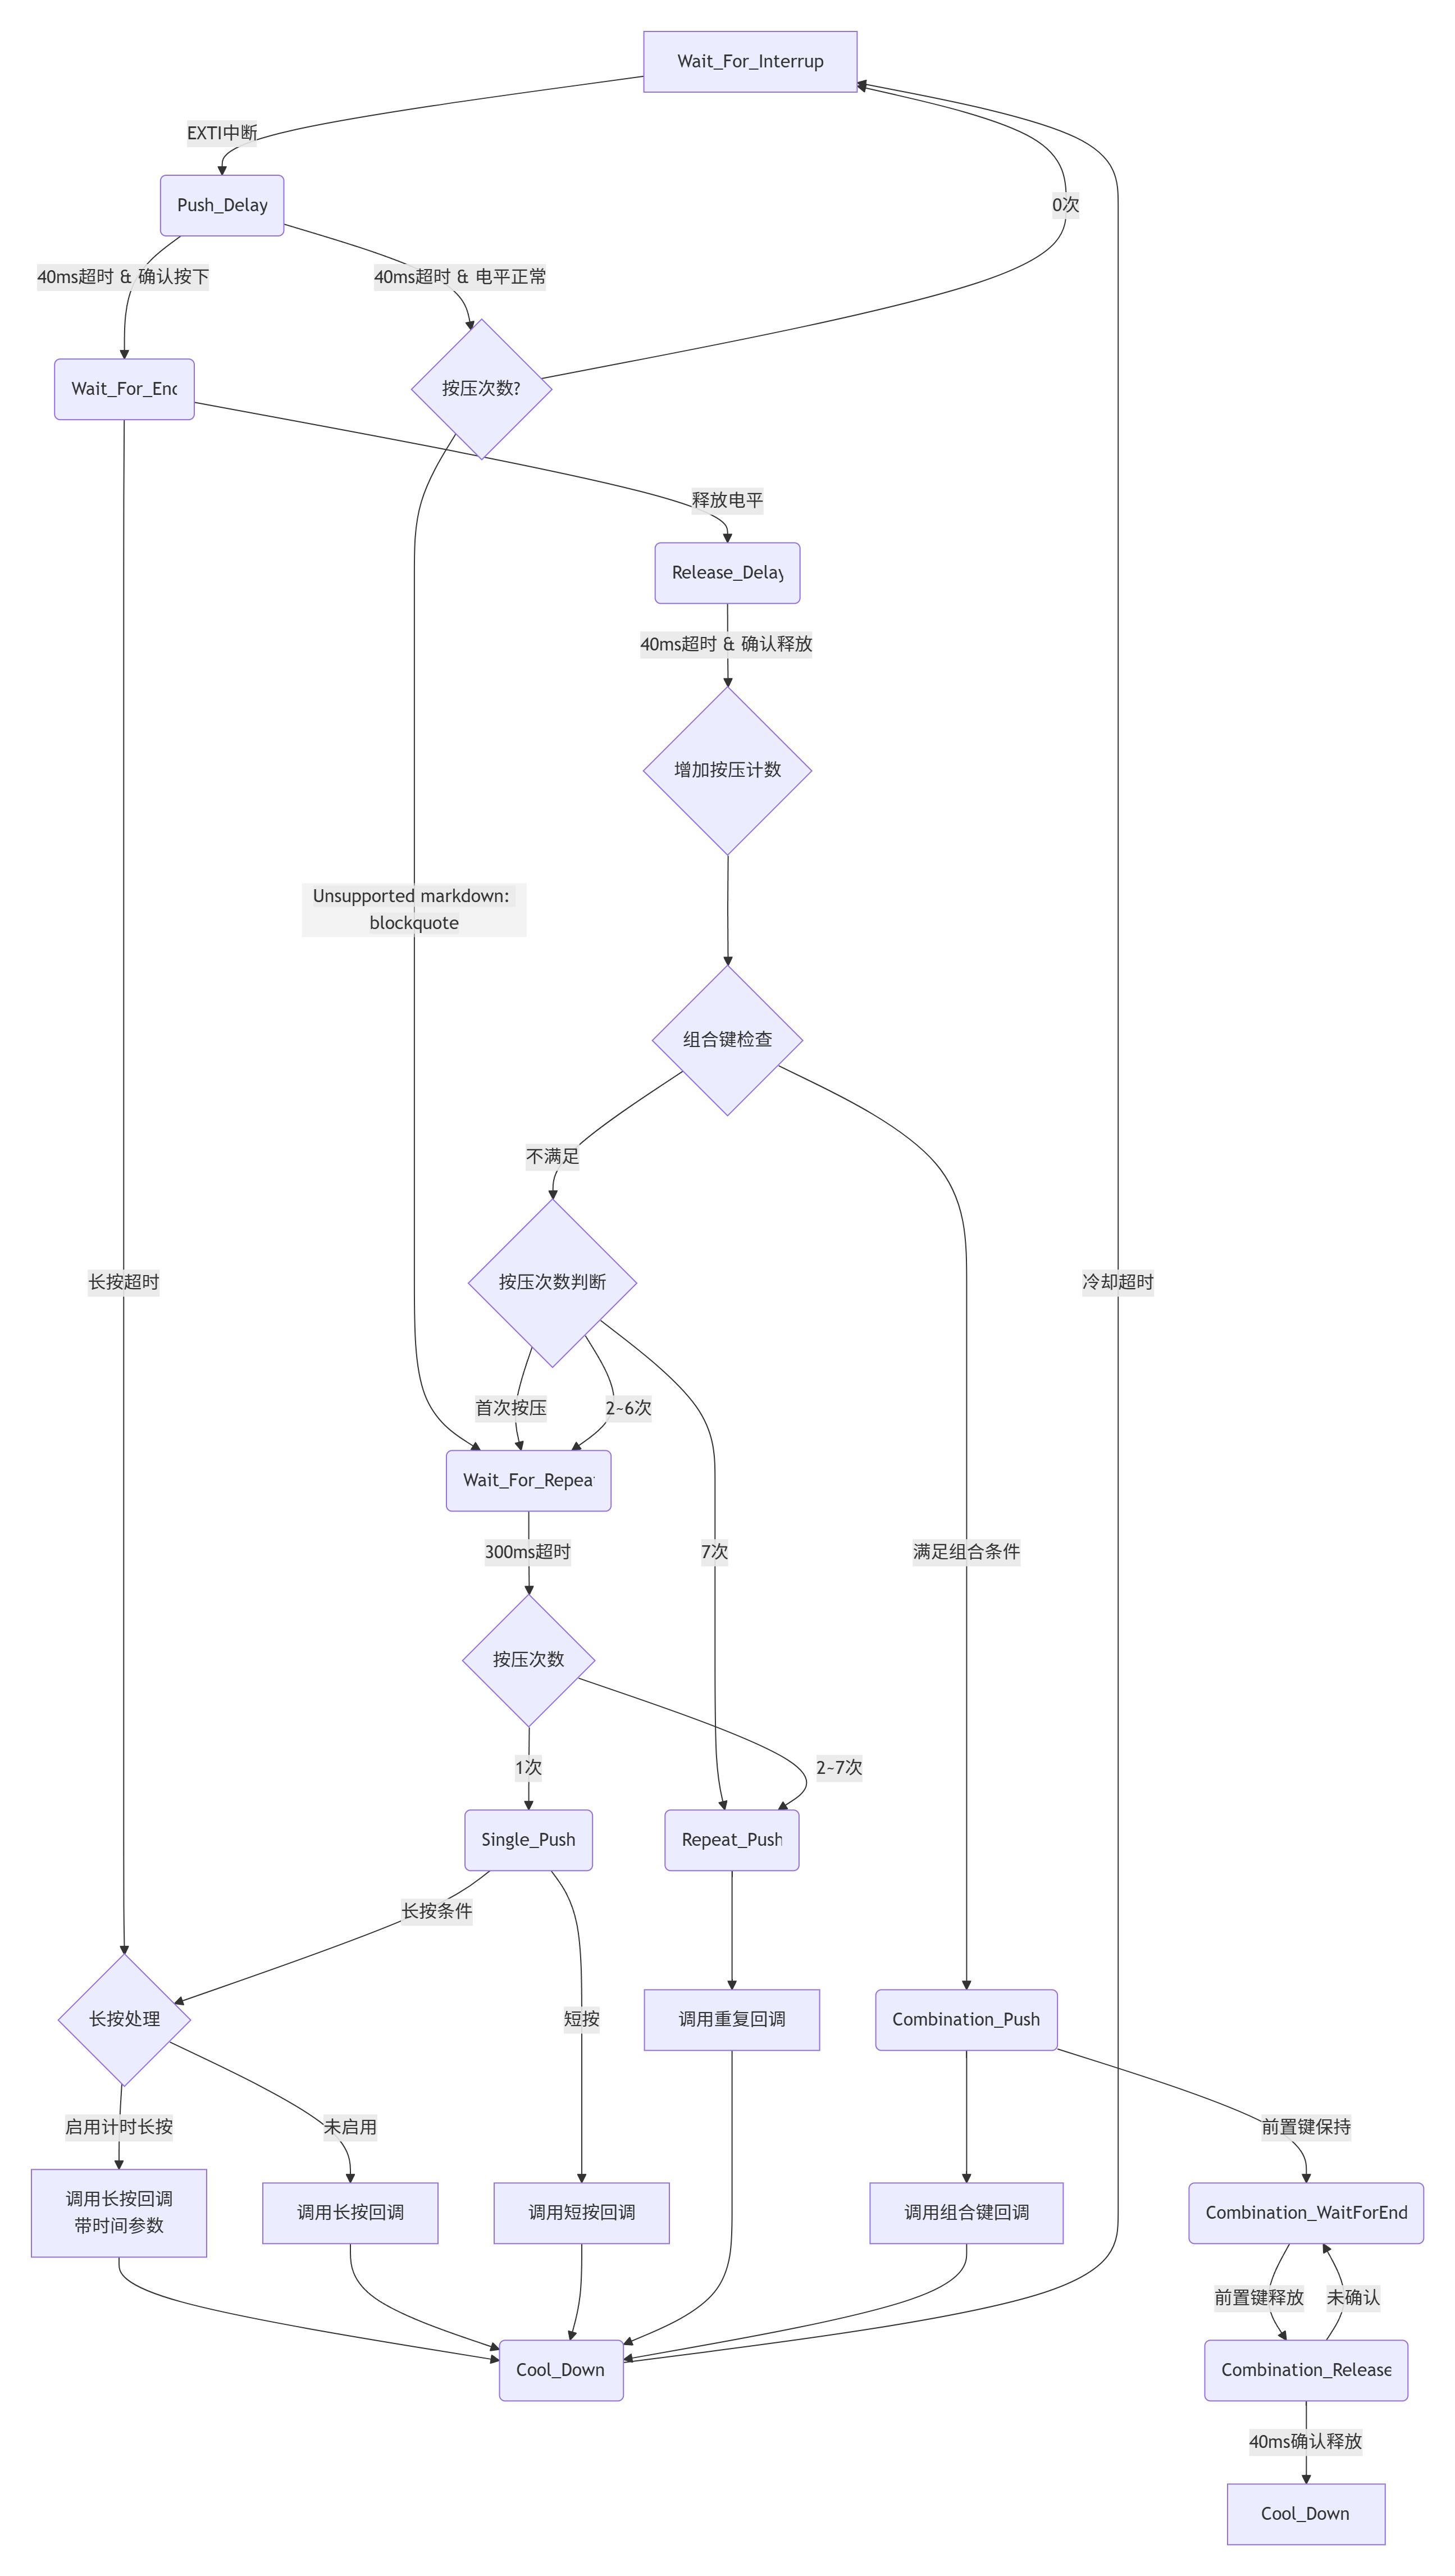 Wait_For_Interrup
EXTI中断
Push_Delay
0次
40ms超时 & 确认按下
40ms超时 & 电平正常
Wait_For_End
按压次数?
释放电平
Release_Delay
40ms超时 & 确认释放
增加按压计数
Unsupported markdown:
blockquote
组合键检查
不满足
长按超时
按压次数判断
冷却超时
首次按压
2~6次
Wait_For_Repeat
300ms超时
7次
满足组合条件
按压次数
1次
2~7次
Single_Push
Repeat_Push
长按条件
长按处理
短按
调用重复回调
Combination_Push
启用计时长按
未启用
前置键保持
调用长按回调
带时间参数
调用长按回调
调用短按回调
调用组合键回调
Combination_WaitForEnd
前置键释放
未确认
Cool_Down
Combination_Release
40ms确认释放
Cool_Down